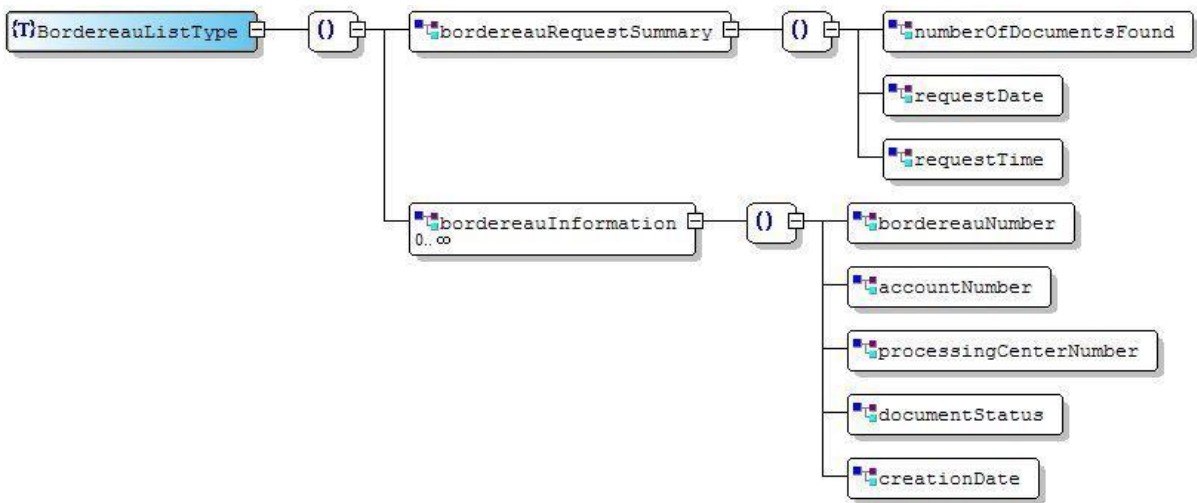 {T}BordereauListType
()
bordereauRequestSummary
()
numberOfDocumentsFound
requestDate
requestTime
bordereauInformation
0.. ∞
()
bordereauNumber
accountNumber
processingCenterNumber
documentStatus
creationDate